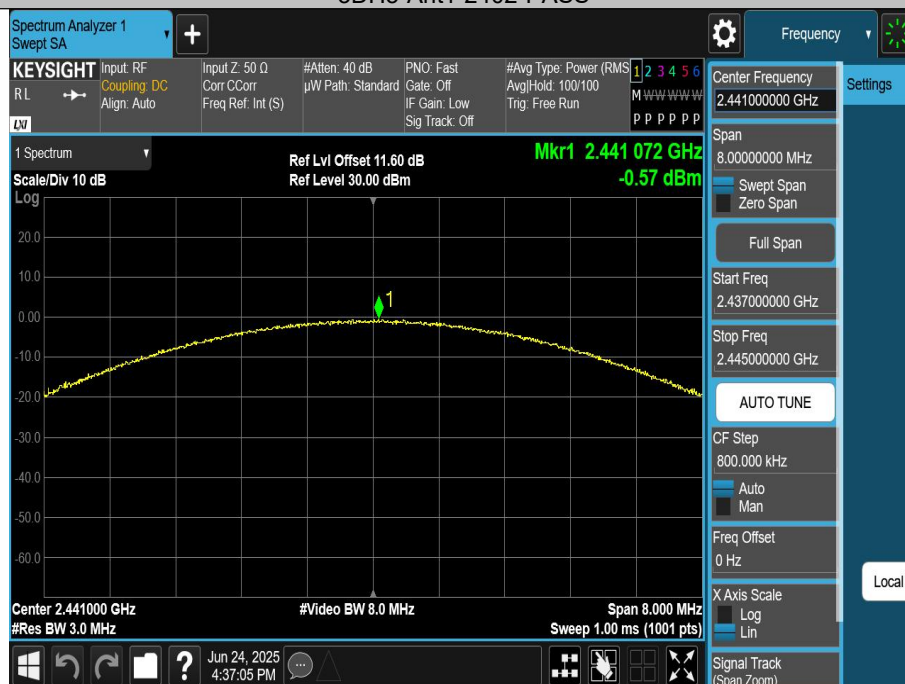 Spectrum Analyzer 1
Swept SA
Frequency
KEYSIGHT
R L
LXI
Input: RF
Coupling: DC
Align: Auto
Input Z: 50 Ω
Corr CCorr
Freq Ref: Int (S)
#Atten: 40 dB
µW Path: Standard
PNO: Fast
Gate: Off
IF Gain: Low
Sig Track: Off
#Avg Type: Power (RMS
Avg|Hold: 100/100
Trig: Free Run
1 2 3 4 5 6
M W W W W W
P P P P P P
Center Frequency
2.441000000 GHz
Settings
1 Spectrum
Scale/Div 10 dB
Ref Lvl Offset 11.60 dB
Ref Level 30.00 dBm
Mkr1 2.441 072 GHz
-0.57 dBm
Log
20.0
10.0
0.00
-10.0
-20.0
-30.0
-40.0
-50.0
-60.0
1
Span
8.00000000 MHz
Swept Span
Zero Span
Full Span
Start Freq
2.437000000 GHz
Stop Freq
2.445000000 GHz
AUTO TUNE
CF Step
800.000 kHz
Auto
Man
Freq Offset
0 Hz
Local
X Axis Scale
Log
Lin
Signal Track
(Span Zoom)
Center 2.441000 GHz
#Res BW 3.0 MHz
#Video BW 8.0 MHz
Span 8.000 MHz
Sweep 1.00 ms (1001 pts)
Jun 24, 2025
4:37:05 PM